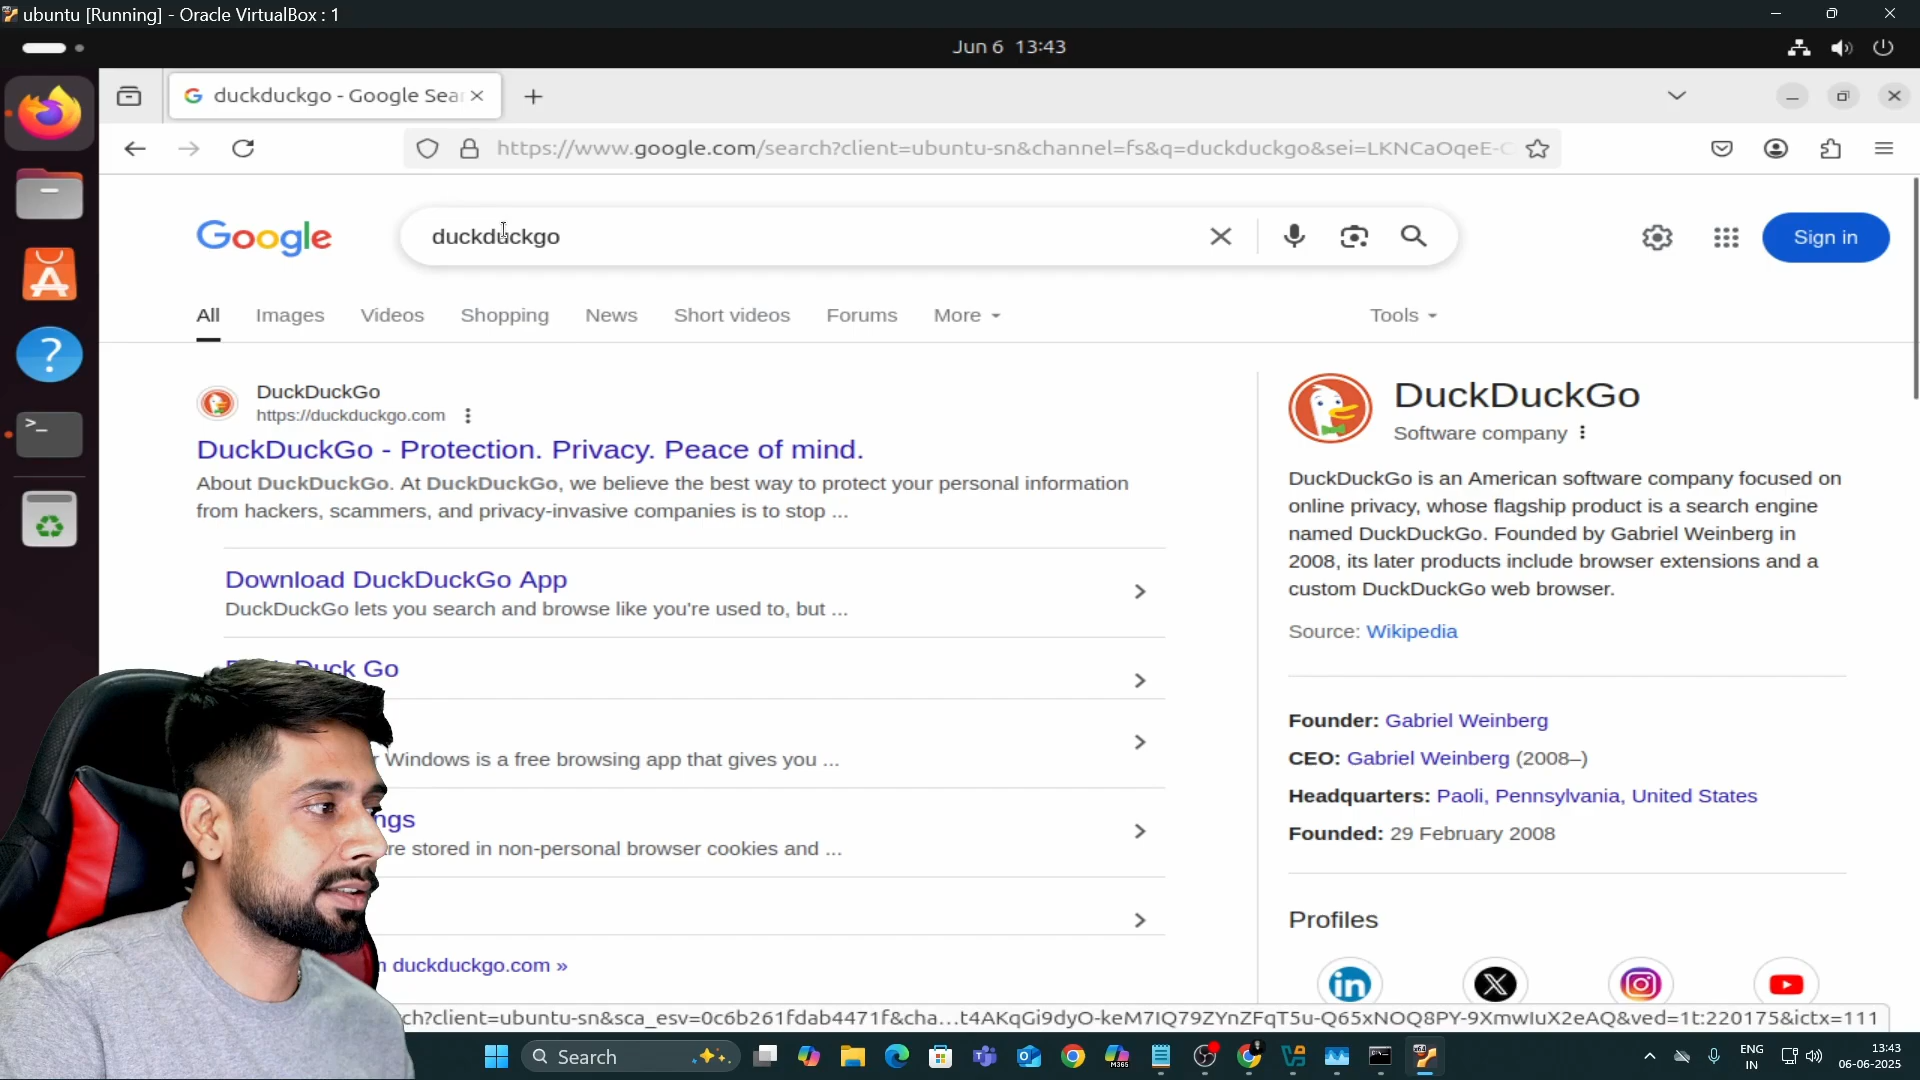 ubuntu [Running] - Oracle VirtualBox : 1
Jun 6 13:43
duckduckgo - Google Sear
https://www.google.com/search?client=ubuntu-sn&channel=fs&q=duckduckgo&sei=LKNCaOqeE-
Google
duckduckgo
Sign in
All Images Videos Shopping News Short videos Forums More Tools
DuckDuckGo
https://duckduckgo.com
DuckDuckGo - Protection. Privacy. Peace of mind.
About DuckDuckGo. At DuckDuckGo, we believe the best way to protect your personal information
from hackers, scammers, and privacy-invasive companies is to stop ...
Download DuckDuckGo App
DuckDuckGo lets you search and browse like you're used to, but ...
Duck Go
Windows is a free browsing app that gives you ...
ngs
re stored in non-personal browser cookies and ...
duckduckgo.com »
DuckDuckGo
Software company
DuckDuckGo is an American software company focused on
online privacy, whose flagship product is a search engine
named DuckDuckGo. Founded by Gabriel Weinberg in
2008, its later products include browser extensions and a
custom DuckDuckGo web browser.
Source: Wikipedia
Founder: Gabriel Weinberg
CEO: Gabriel Weinberg (2008–)
Headquarters: Paoli, Pennsylvania, United States
Founded: 29 February 2008
Profiles
ch?client=ubuntu-sn&sca_esv=0c6b261fdab4471f&cha…t4AKqGi9dyO-keM7IQ79ZYnZFqT5u-Q65xNOQ8PY-9XmwIuX2eAQ&ved=1t:220175&ictx=111
Search
M365
ENG
IN
13:43
06-06-2025